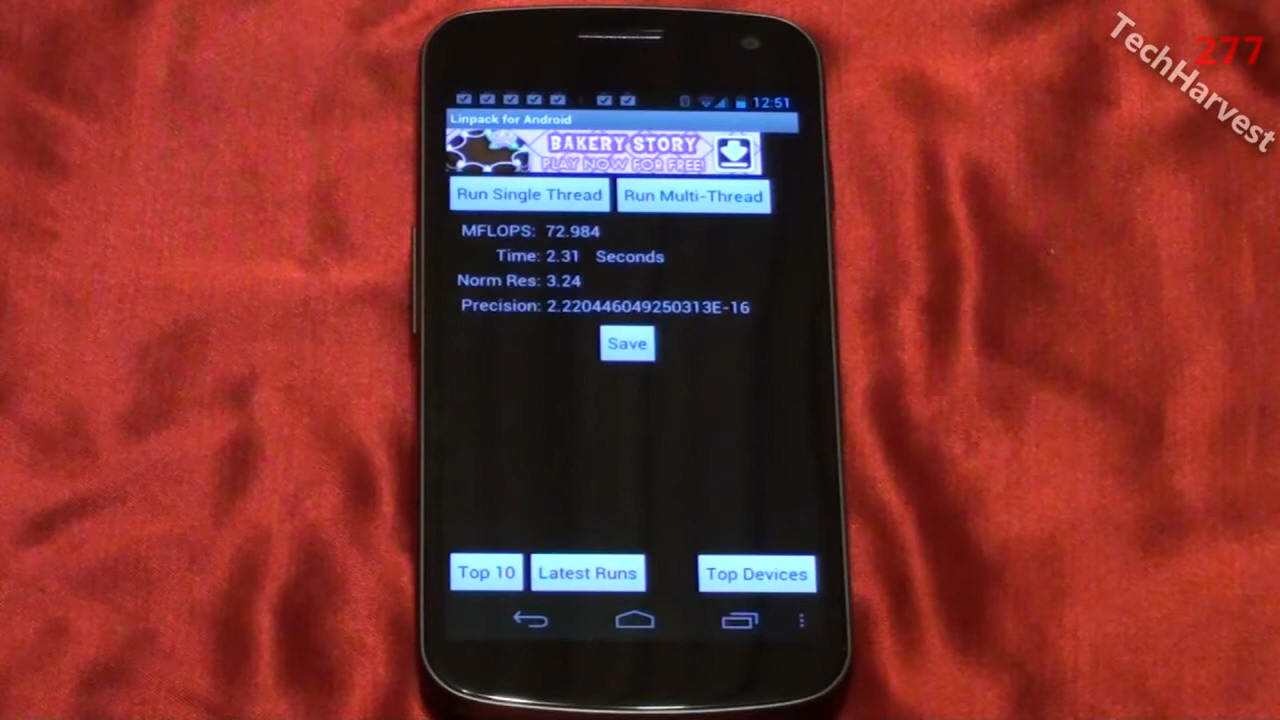 TechHarvest277
12:51
Linpack for Android
BAKERY STORY
PLAY NOW FOR FREE!
Run Single Thread Run Multi-Thread
MFLOPS: 72.984
Time: 2.31 Seconds
Norm Res: 3.24
Precision: 2.220446049250313E-16
Save
Top 10 Latest Runs Top Devices